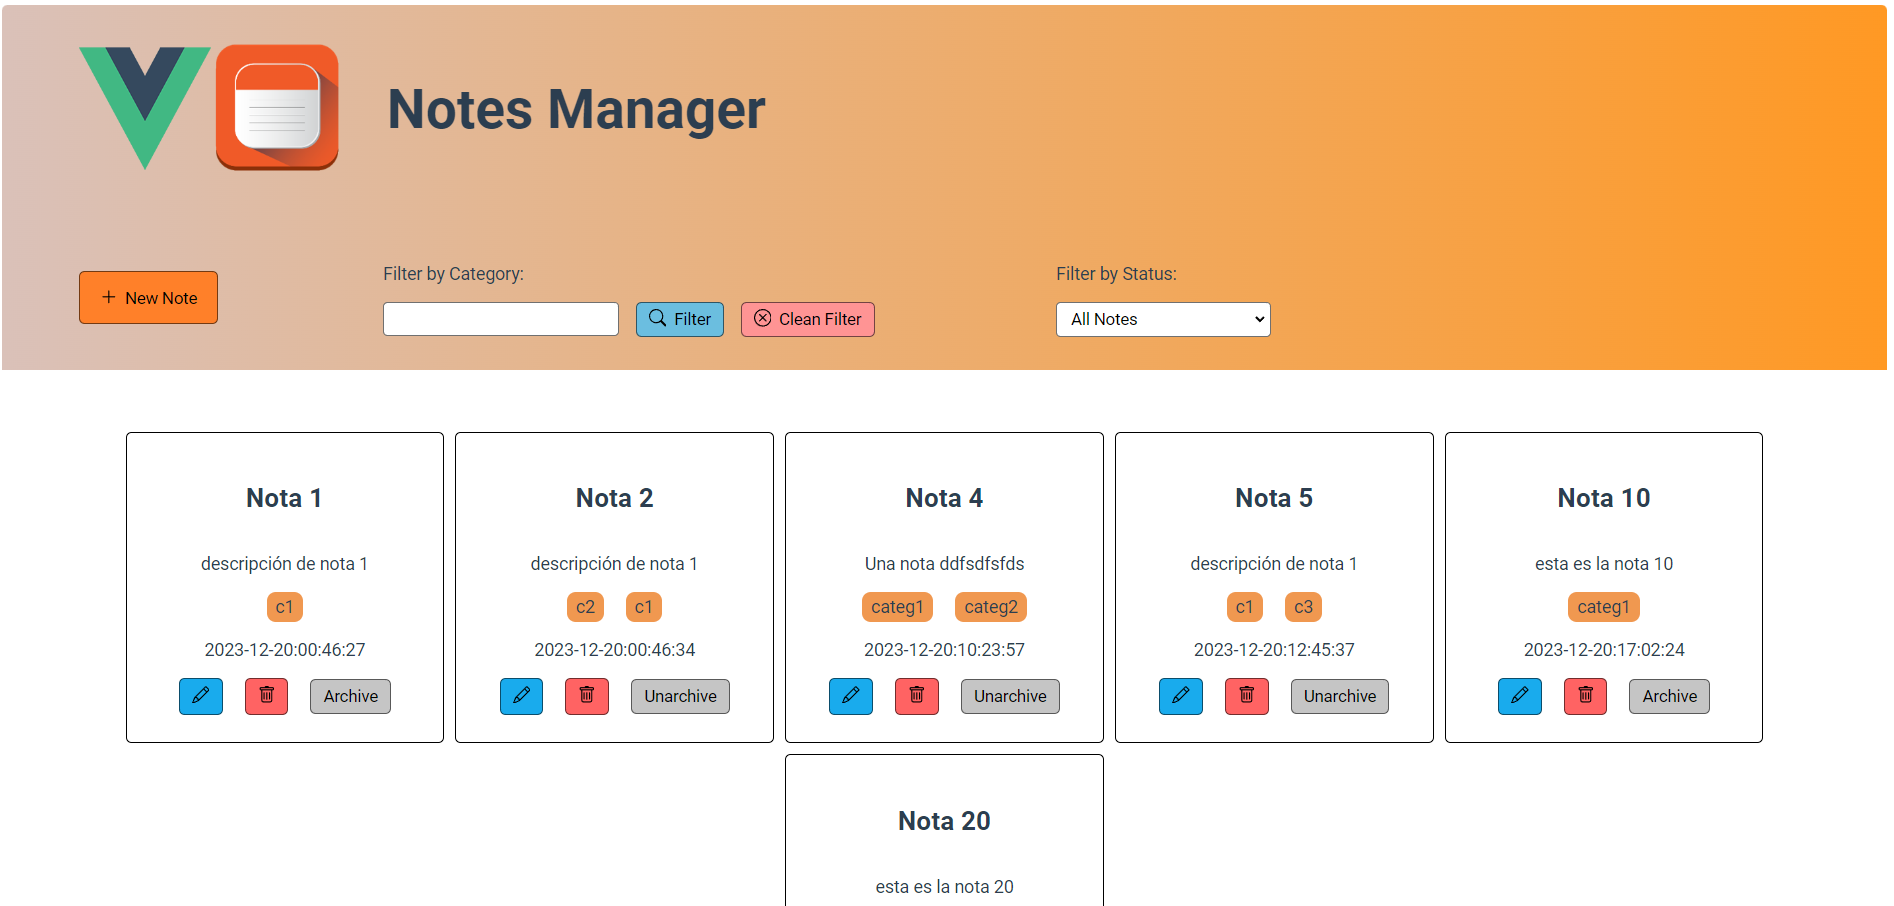 Notes Manager
New Note
Filter by Category:
Filter
Clean Filter
Filter by Status:
All Notes
Nota 1
descripción de nota 1
c1
2023-12-20:00:46:27
Archive
Nota 2
descripción de nota 1
c2 c1
2023-12-20:00:46:34
Unarchive
Nota 4
Una nota ddfsdfsfds
categ1 categ2
2023-12-20:10:23:57
Unarchive
Nota 5
descripción de nota 1
c1 c3
2023-12-20:12:45:37
Unarchive
Nota 10
esta es la nota 10
categ1
2023-12-20:17:02:24
Archive
Nota 20
esta es la nota 20